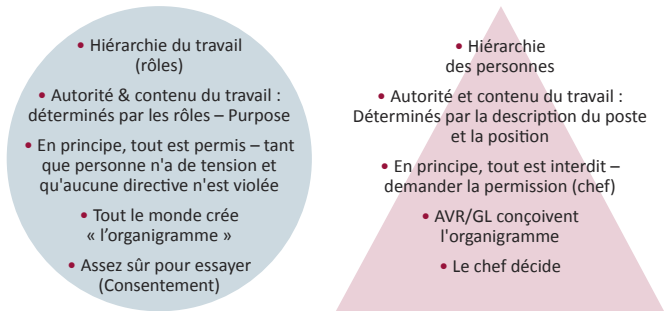 • Hiérarchie du travail
(rôles)
• Autorité & contenu du travail :
déterminés par les rôles – Purpose
• En principe, tout est permis – tant
que personne n'a de tension et
qu'aucune directive n'est violée
• Tout le monde crée
« l’organigramme »
• Assez sûr pour essayer
(Consentement)
• Hiérarchie
des personnes
• Autorité et contenu du travail :
Déterminés par la description du poste
et la position
• En principe, tout est interdit –
demander la permission (chef)
• AVR/GL conçoivent
l'organigramme
• Le chef décide